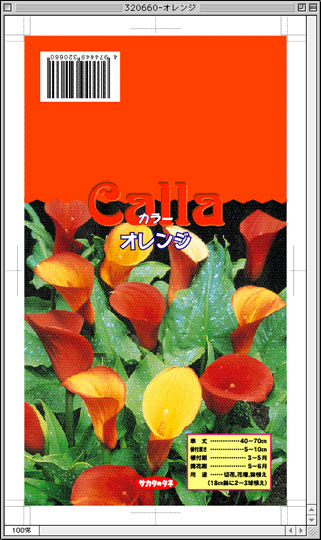 320660-オレンジ
4 974449 320660
Calla
カラー
オレンジ
草 丈 ……………40〜70㎝
植付深さ ……………5〜10㎝
植付期 ……………3〜5月
開花期 ……………5〜6月
用 途 ……切花、花壇、鉢植え
(18㎝鉢に2〜3球植え)
サカタのタネ
100%